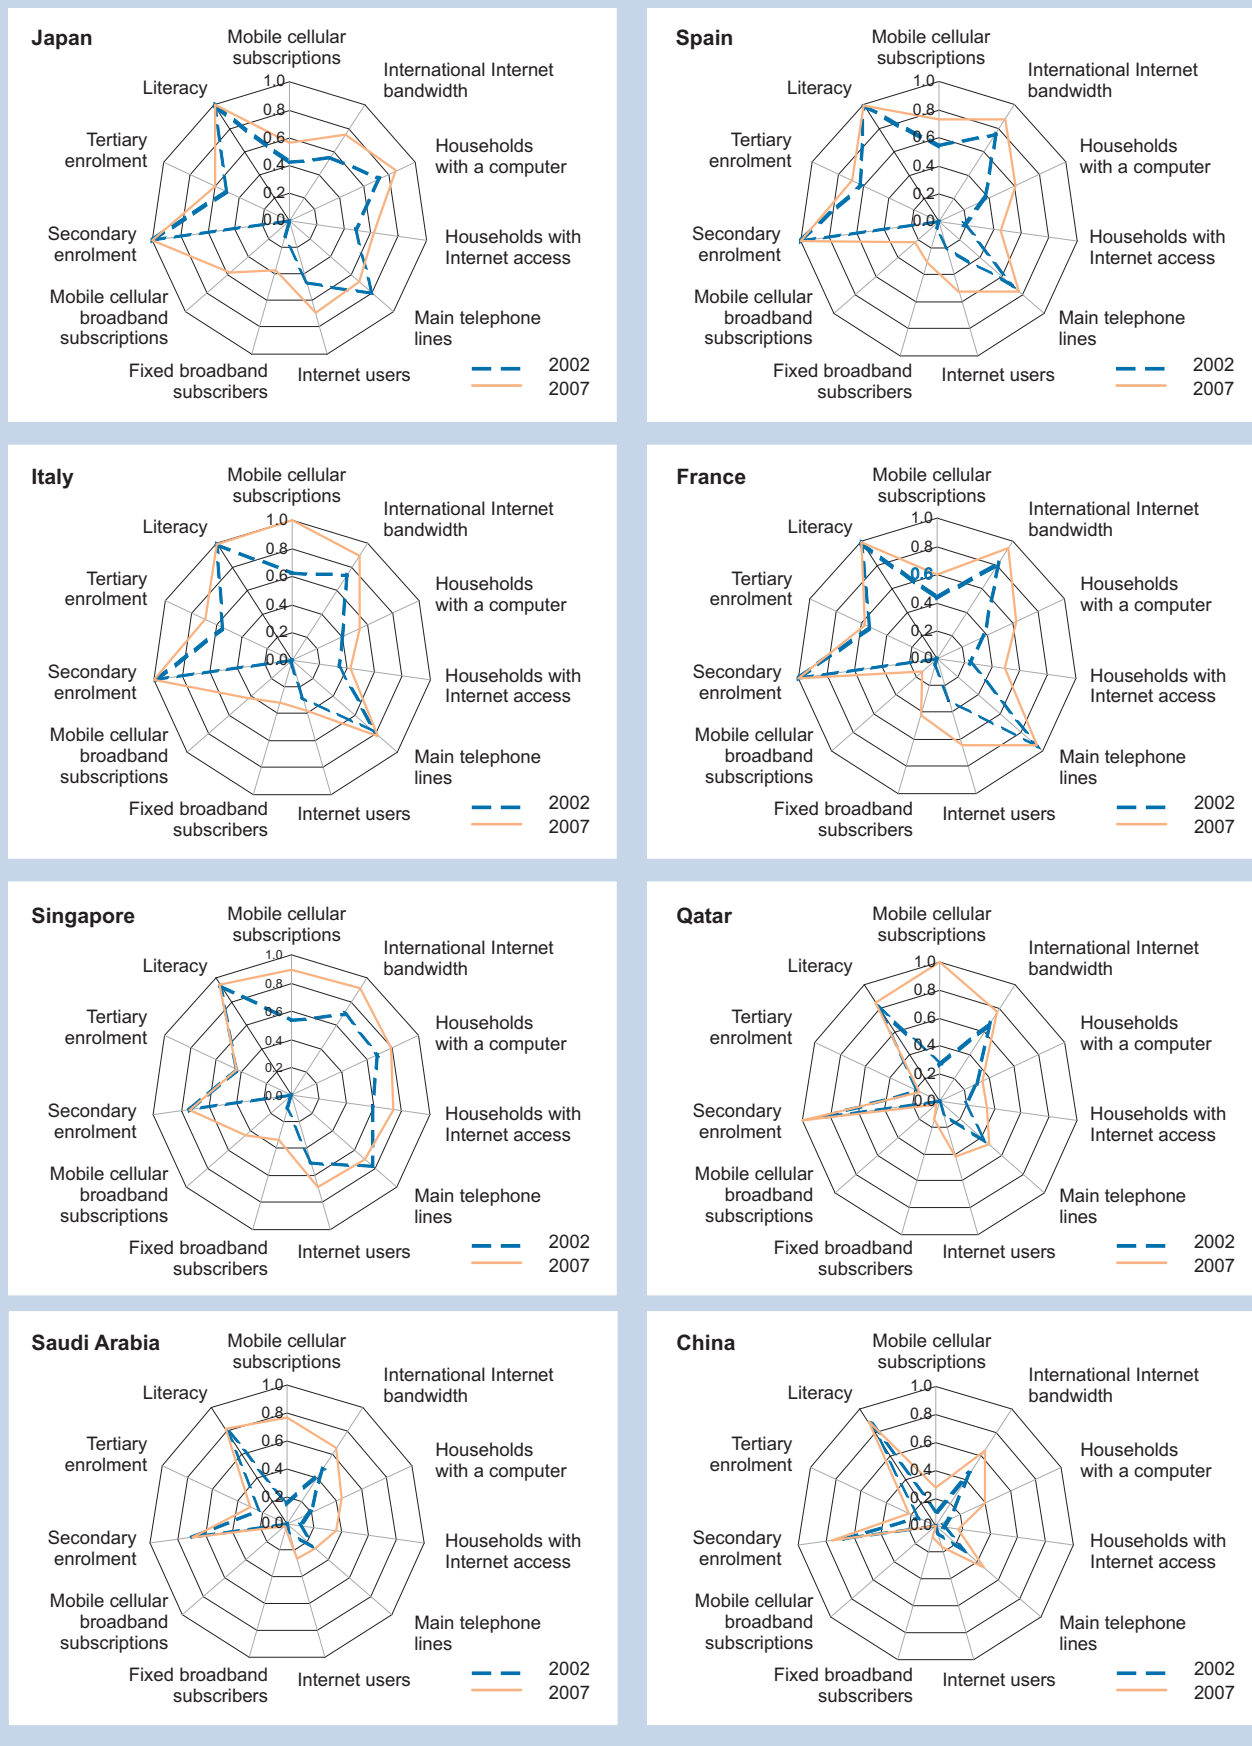 Japan
Mobile cellular
subscriptions
International Internet
bandwidth
Households
with a computer
Households with
Internet access
Main telephone
lines
Internet users
Fixed broadband
subscribers
Mobile cellular
broadband
subscriptions
Secondary
enrolment
Tertiary
enrolment
Literacy
1.0
0.8
0.6
0.4
0.2
0.0
2002
2007
Spain
Mobile cellular
subscriptions
International Internet
bandwidth
Households
with a computer
Households with
Internet access
Main telephone
lines
Internet users
Fixed broadband
subscribers
Mobile cellular
broadband
subscriptions
Secondary
enrolment
Tertiary
enrolment
Literacy
1.0
0.8
0.6
0.4
0.2
0.0
2002
2007
Italy
Mobile cellular
subscriptions
International Internet
bandwidth
Households
with a computer
Households with
Internet access
Main telephone
lines
Internet users
Fixed broadband
subscribers
Mobile cellular
broadband
subscriptions
Secondary
enrolment
Tertiary
enrolment
Literacy
1.0
0.8
0.6
0.4
0.2
0.0
2002
2007
France
Mobile cellular
subscriptions
International Internet
bandwidth
Households
with a computer
Households with
Internet access
Main telephone
lines
Internet users
Fixed broadband
subscribers
Mobile cellular
broadband
subscriptions
Secondary
enrolment
Tertiary
enrolment
Literacy
1.0
0.8
0.6
0.4
0.2
0.0
2002
2007
Singapore
Mobile cellular
subscriptions
International Internet
bandwidth
Households
with a computer
Households with
Internet access
Main telephone
lines
Internet users
Fixed broadband
subscribers
Mobile cellular
broadband
subscriptions
Secondary
enrolment
Tertiary
enrolment
Literacy
1.0
0.8
0.6
0.4
0.2
0.0
2002
2007
Qatar
Mobile cellular
subscriptions
International Internet
bandwidth
Households
with a computer
Households with
Internet access
Main telephone
lines
Internet users
Fixed broadband
subscribers
Mobile cellular
broadband
subscriptions
Secondary
enrolment
Tertiary
enrolment
Literacy
1.0
0.8
0.6
0.4
0.2
0.0
2002
2007
Saudi Arabia
Mobile cellular
subscriptions
International Internet
bandwidth
Households
with a computer
Households with
Internet access
Main telephone
lines
Internet users
Fixed broadband
subscribers
Mobile cellular
broadband
subscriptions
Secondary
enrolment
Tertiary
enrolment
Literacy
1.0
0.8
0.6
0.4
0.2
0.0
2002
2007
China
Mobile cellular
subscriptions
International Internet
bandwidth
Households
with a computer
Households with
Internet access
Main telephone
lines
Internet users
Fixed broadband
subscribers
Mobile cellular
broadband
subscriptions
Secondary
enrolment
Tertiary
enrolment
Literacy
1.0
0.8
0.6
0.4
0.2
0.0
2002
2007